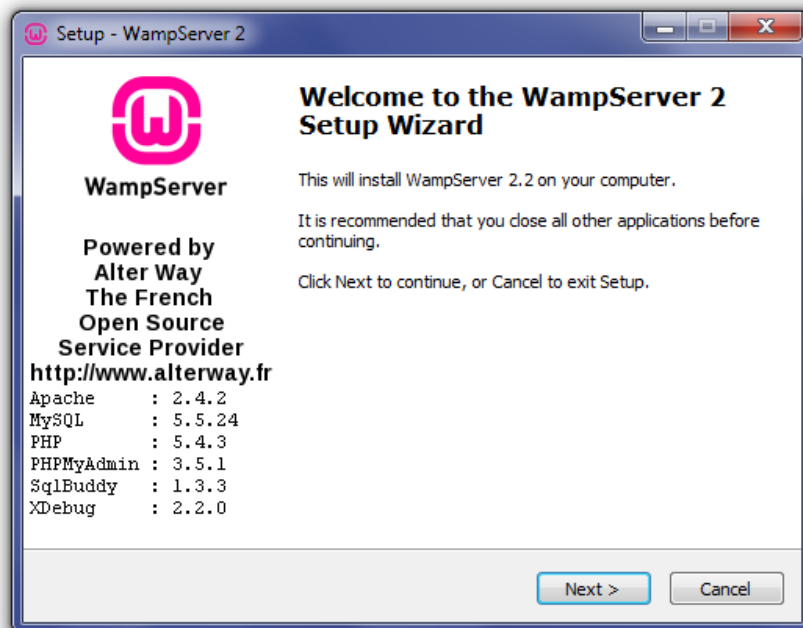 Setup - WampServer 2
WampServer
Powered by
Alter Way
The French
Open Source
Service Provider
http://www.alterway.fr
Apache : 2.4.2
MySQL : 5.5.24
PHP : 5.4.3
PHPMyAdmin : 3.5.1
SqlBuddy : 1.3.3
XDebug : 2.2.0
Welcome to the WampServer 2
Setup Wizard
This will install WampServer 2.2 on your computer.
It is recommended that you close all other applications before
continuing.
Click Next to continue, or Cancel to exit Setup.
Next >
Cancel